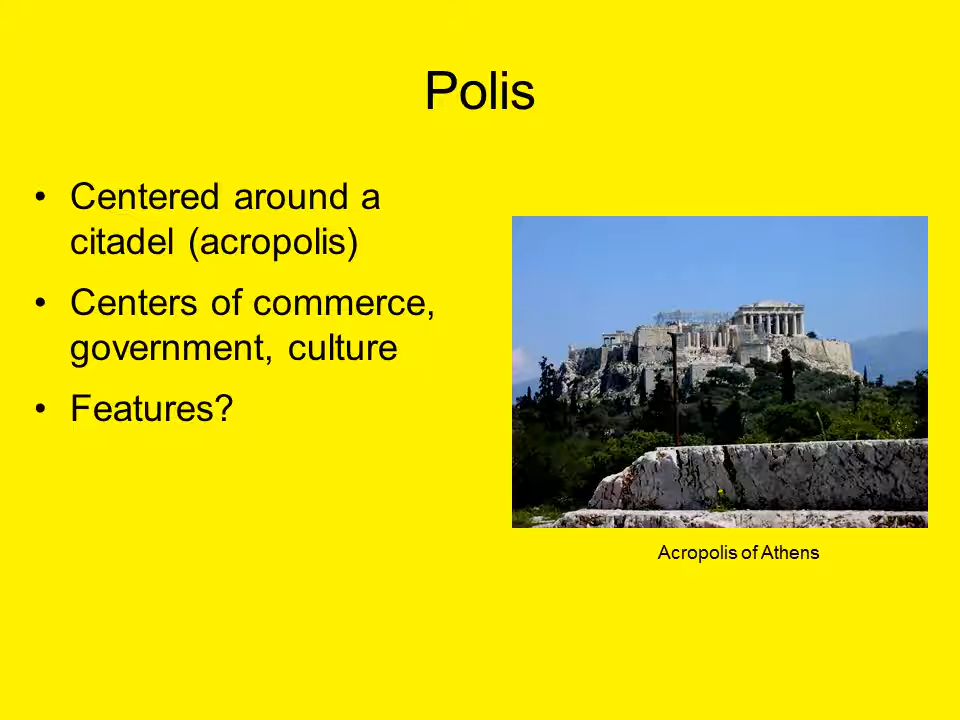 Polis
• Centered around a
citadel (acropolis)
• Centers of commerce,
government, culture
• Features?
Acropolis of Athens